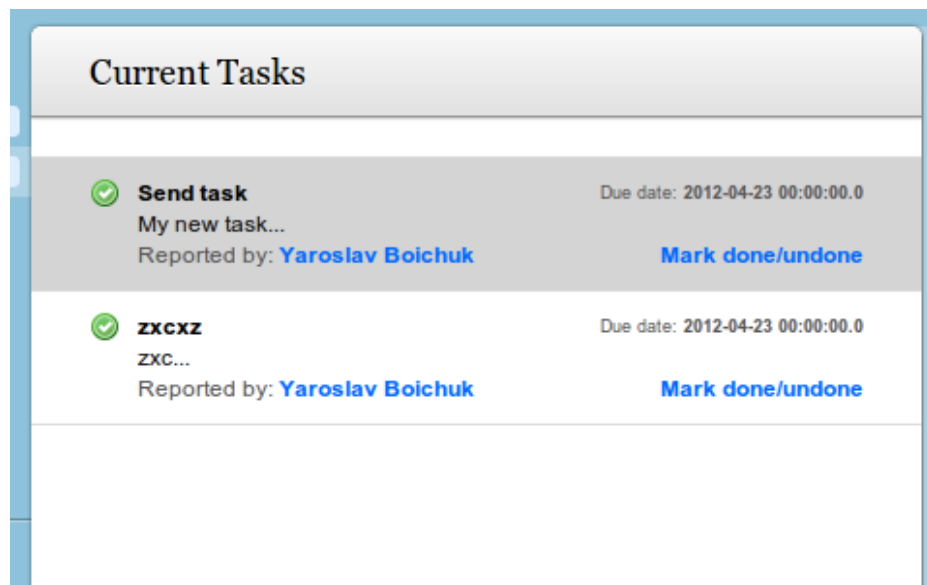 Current Tasks
Send task
Due date: 2012-04-23 00:00:00.0
My new task...
Reported by: Yaroslav Boichuk
Mark done/undone
zxcxz
Due date: 2012-04-23 00:00:00.0
zxc...
Reported by: Yaroslav Boichuk
Mark done/undone